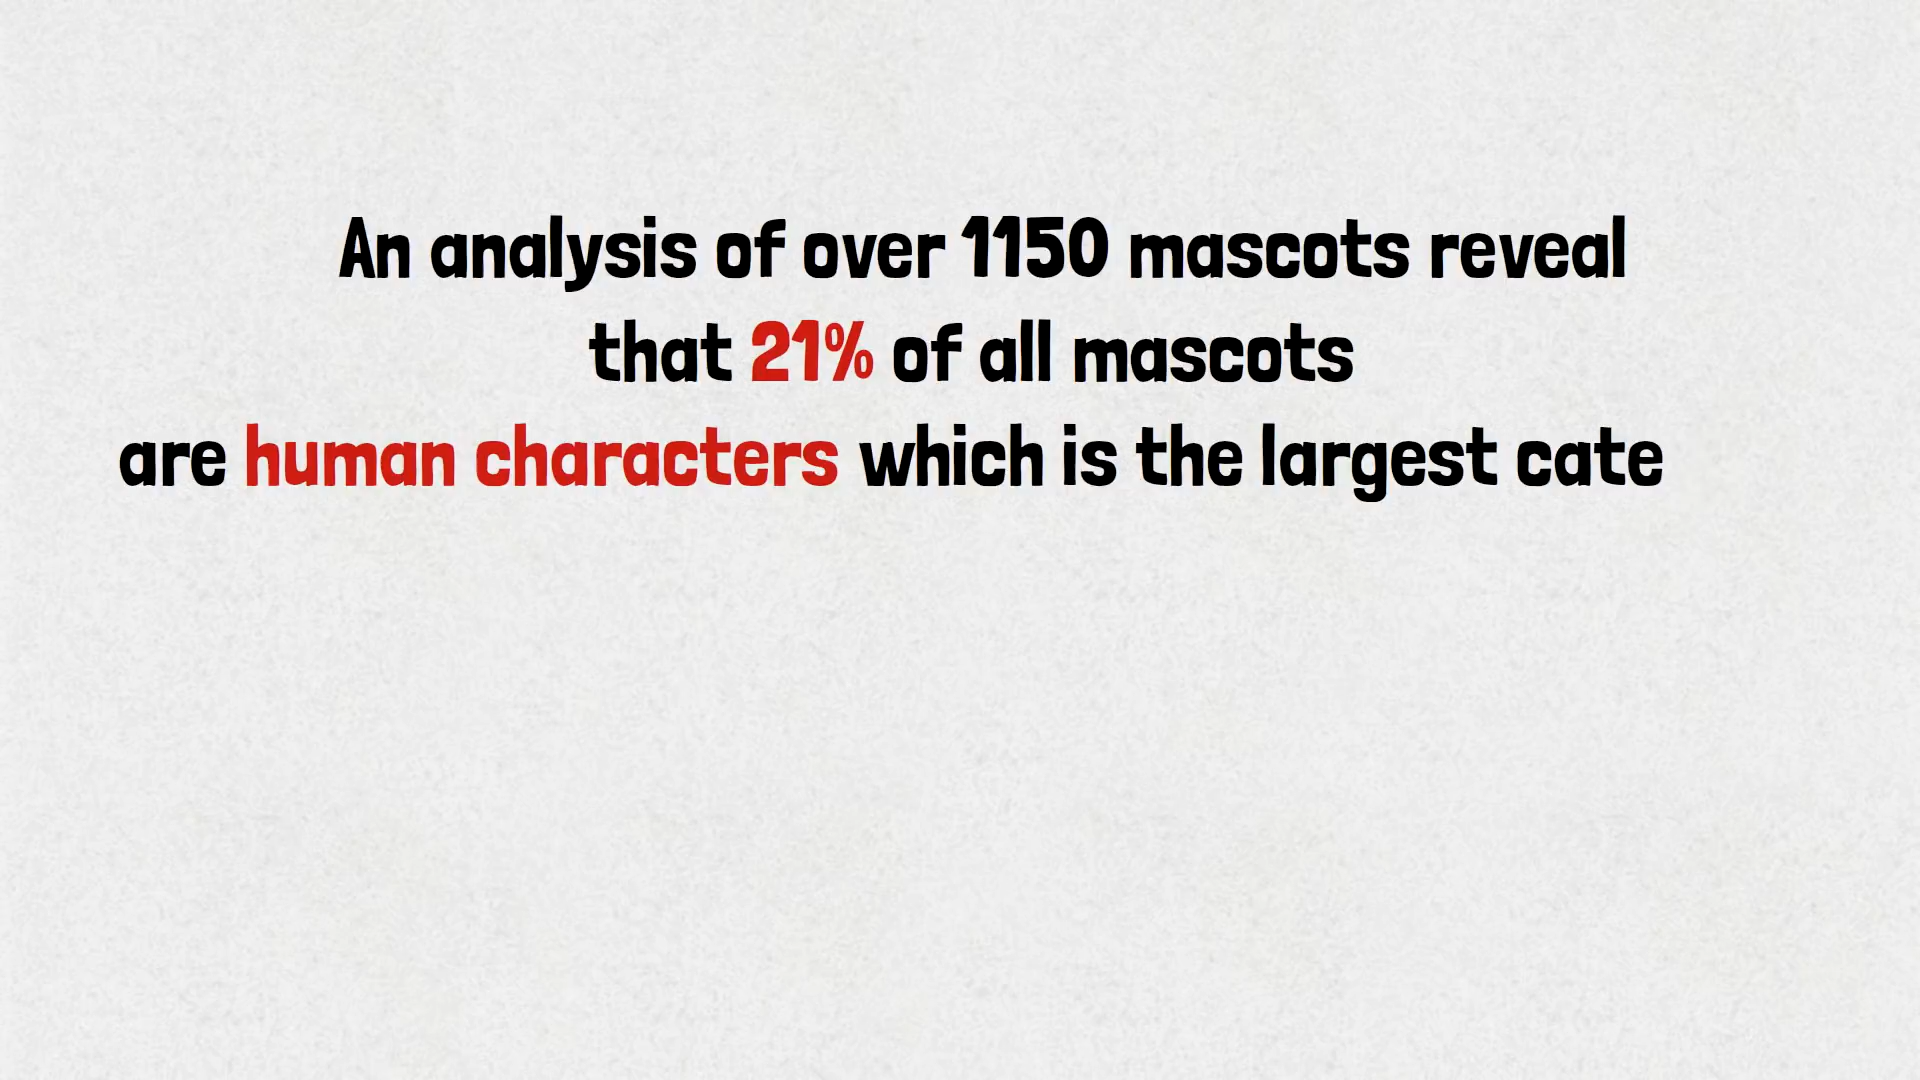 An analysis of over 1150 mascots reveal
that 21% of all mascots
are human characters which is the largest cate